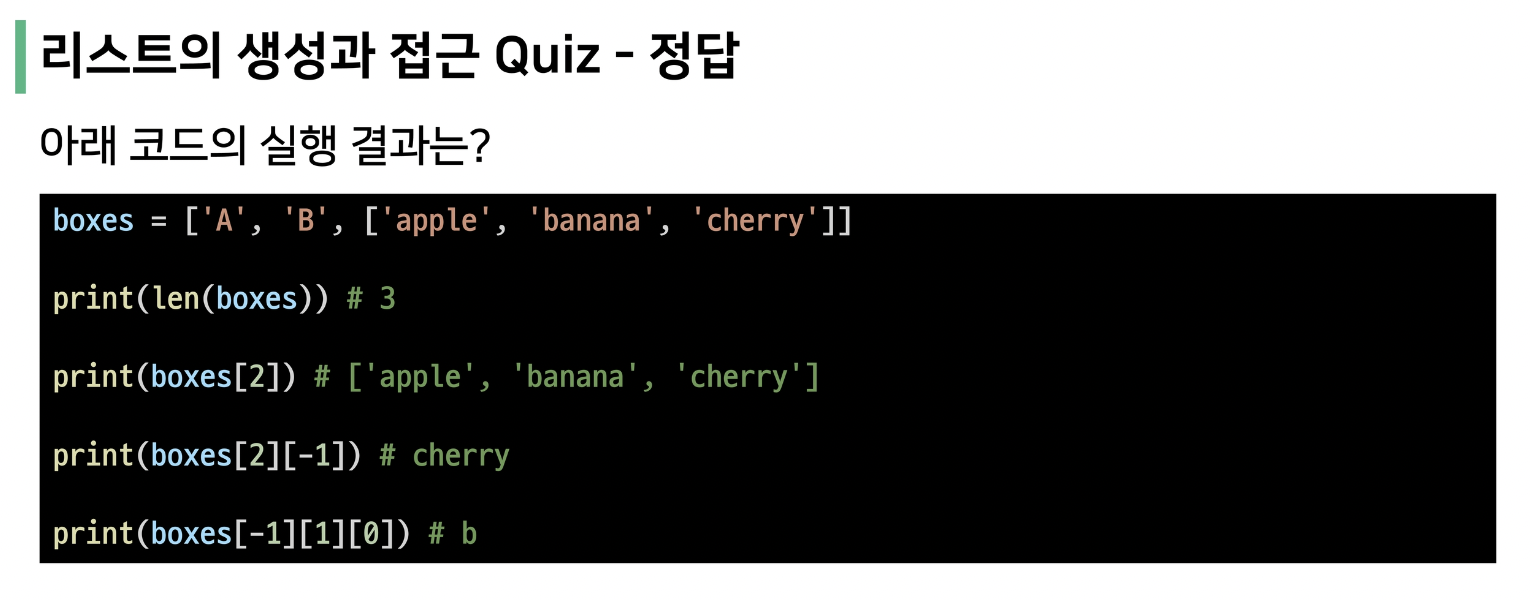 리스트의 생성과 접근 Quiz - 정답
아래 코드의 실행 결과는?
boxes = ['A', 'B', ['apple', 'banana', 'cherry']]
print(len(boxes)) # 3
print(boxes[2]) # ['apple', 'banana', 'cherry']
print(boxes[2][-1]) # cherry
print(boxes[-1][1][0]) # b